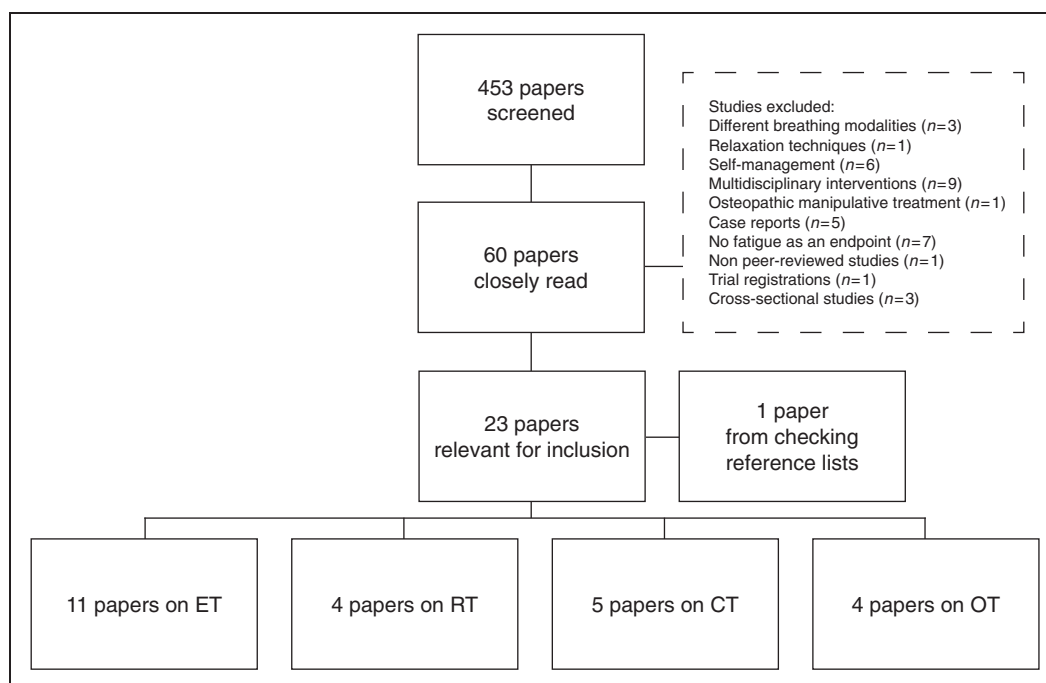 453 papers
screened
Studies excluded:
Different breathing modalities (n=3)
Relaxation techniques (n=1)
Self-management (n=6)
Multidisciplinary interventions (n=9)
Osteopathic manipulative treatment (n=1)
Case reports (n=5)
No fatigue as an endpoint (n=7)
Non peer-reviewed studies (n=1)
Trial registrations (n=1)
Cross-sectional studies (n=3)
60 papers
closely read
23 papers
relevant for inclusion
1 paper
from checking
reference lists
11 papers on ET
4 papers on RT
5 papers on CT
4 papers on OT